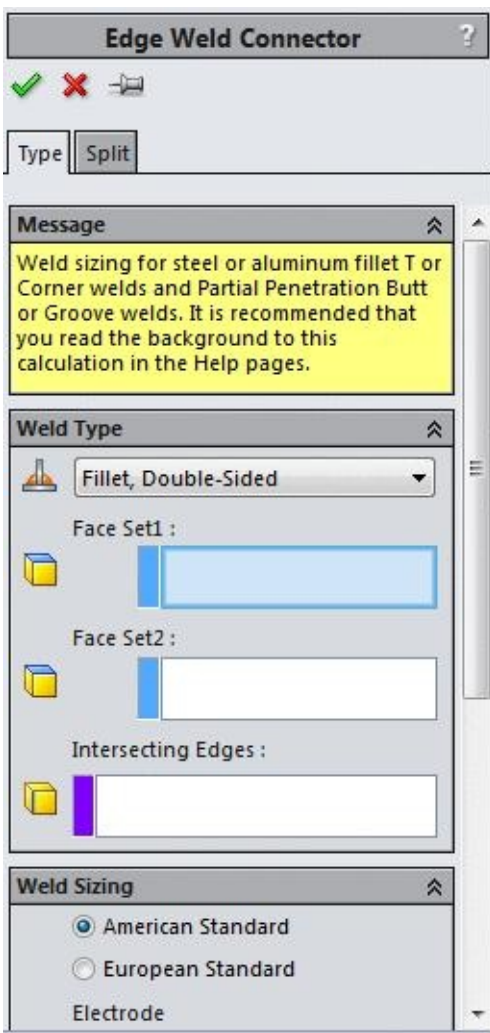 Edge Weld Connector ?
Type Split
Message
Weld sizing for steel or aluminum fillet T or
Corner welds and Partial Penetration Butt
or Groove welds. It is recommended that
you read the background to this
calculation in the Help pages.
Weld Type
Fillet, Double-Sided
Face Set1 :
Face Set2 :
Intersecting Edges :
Weld Sizing
American Standard
European Standard
Electrode